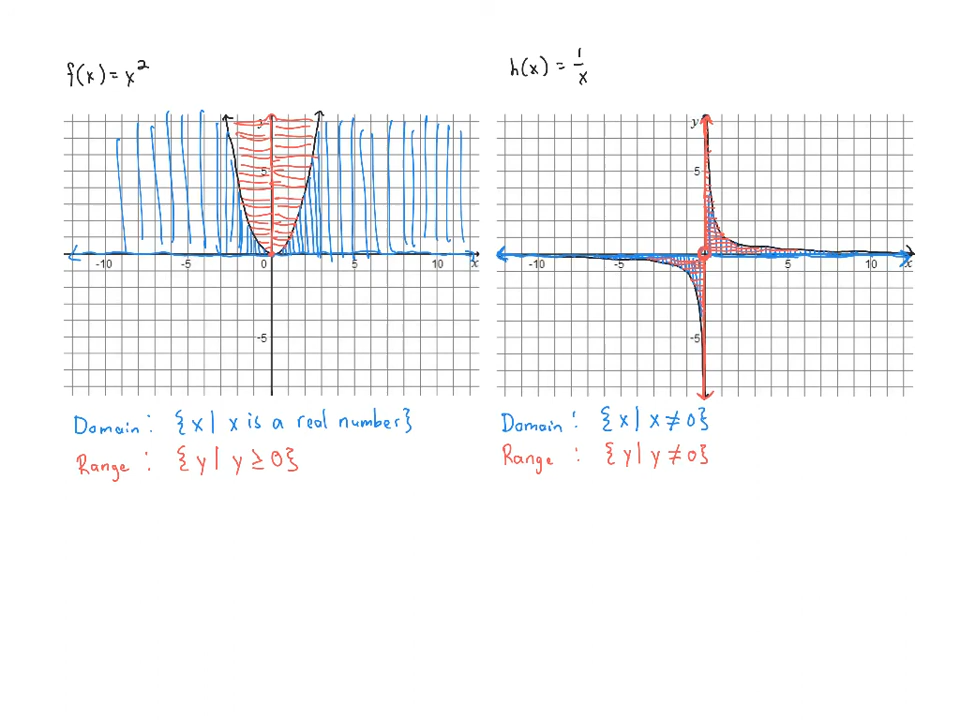 f(x) = x²
h(x) = 1/x
y
5
-10 -5 0 5 10 x
-5
y
5
-5 5 10 x
-5
Domain : {x | x is a real number}
Range : {y | y ≥ 0}
Domain : {x | x ≠ 0}
Range : {y | y ≠ 0}